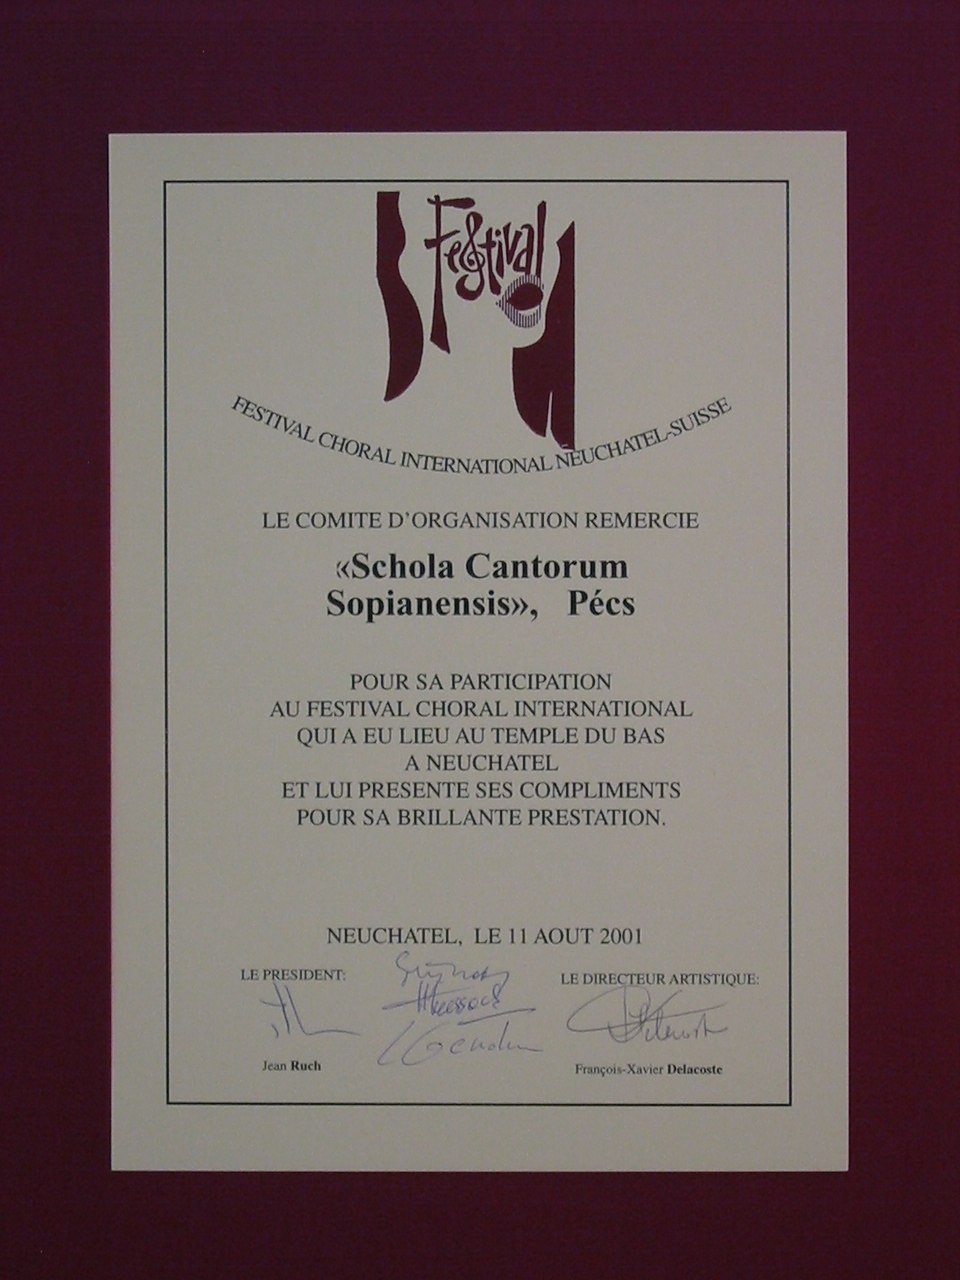 Festival
FESTIVAL CHORAL INTERNATIONAL NEUCHATEL-SUISSE
LE COMITE D'ORGANISATION REMERCIE
«Schola Cantorum
Sopianensis», Pécs
POUR SA PARTICIPATION
AU FESTIVAL CHORAL INTERNATIONAL
QUI A EU LIEU AU TEMPLE DU BAS
A NEUCHATEL
ET LUI PRESENTE SES COMPLIMENTS
POUR SA BRILLANTE PRESTATION.
NEUCHATEL, LE 11 AOUT 2001
LE PRESIDENT:
LE DIRECTEUR ARTISTIQUE:
Jean Ruch
François-Xavier Delacoste